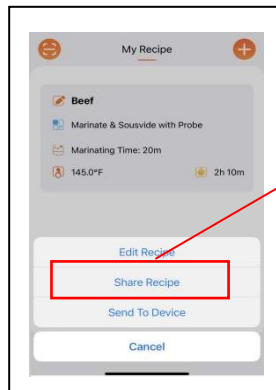 My Recipe
Beef
Marinate & Sousvide with Probe
Marinating Time: 20m
145.0°F 2h 10m
Edit Recipe
Share Recipe
Send To Device
Cancel